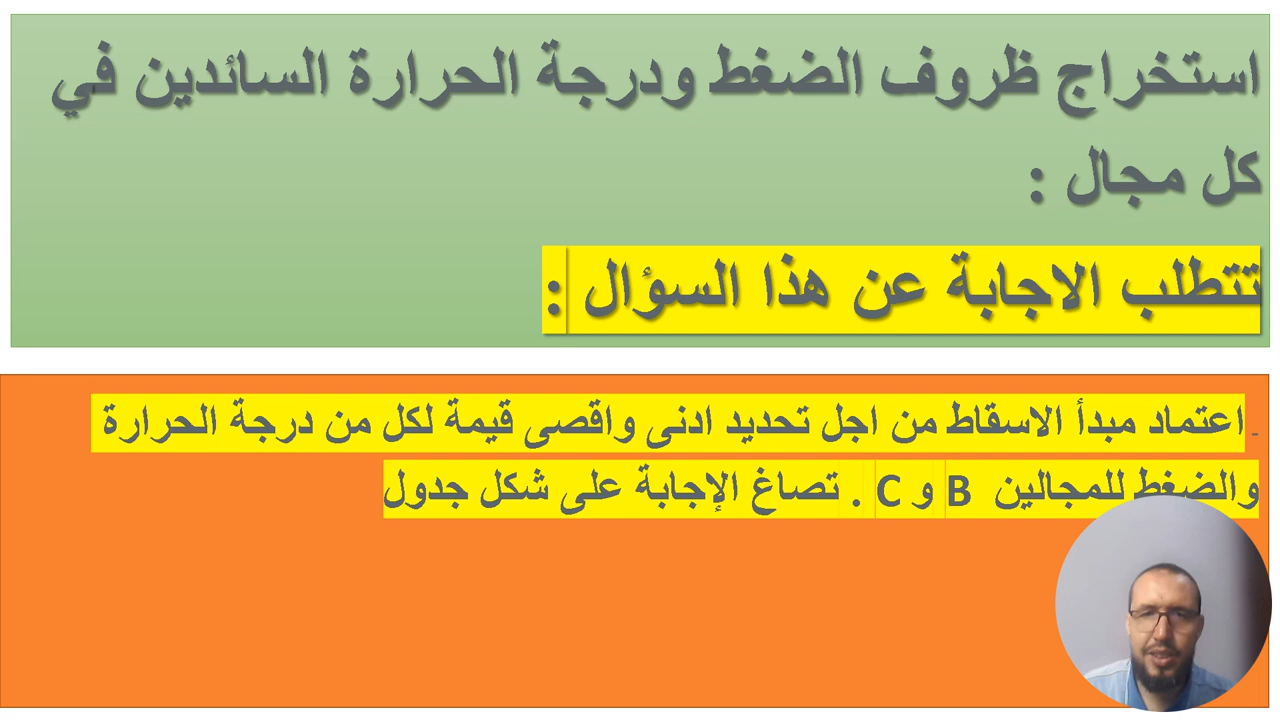 استخراج ظروف الضغط ودرجة الحرارة السائدين في
كل مجال :
تتطلب الاجابة عن هذا السؤال :
- اعتماد مبدأ الاسقاط من اجل تحديد ادنى واقصى قيمة لكل من درجة الحرارة
والضغط للمجالين B و C . تصاغ الإجابة على شكل جدول